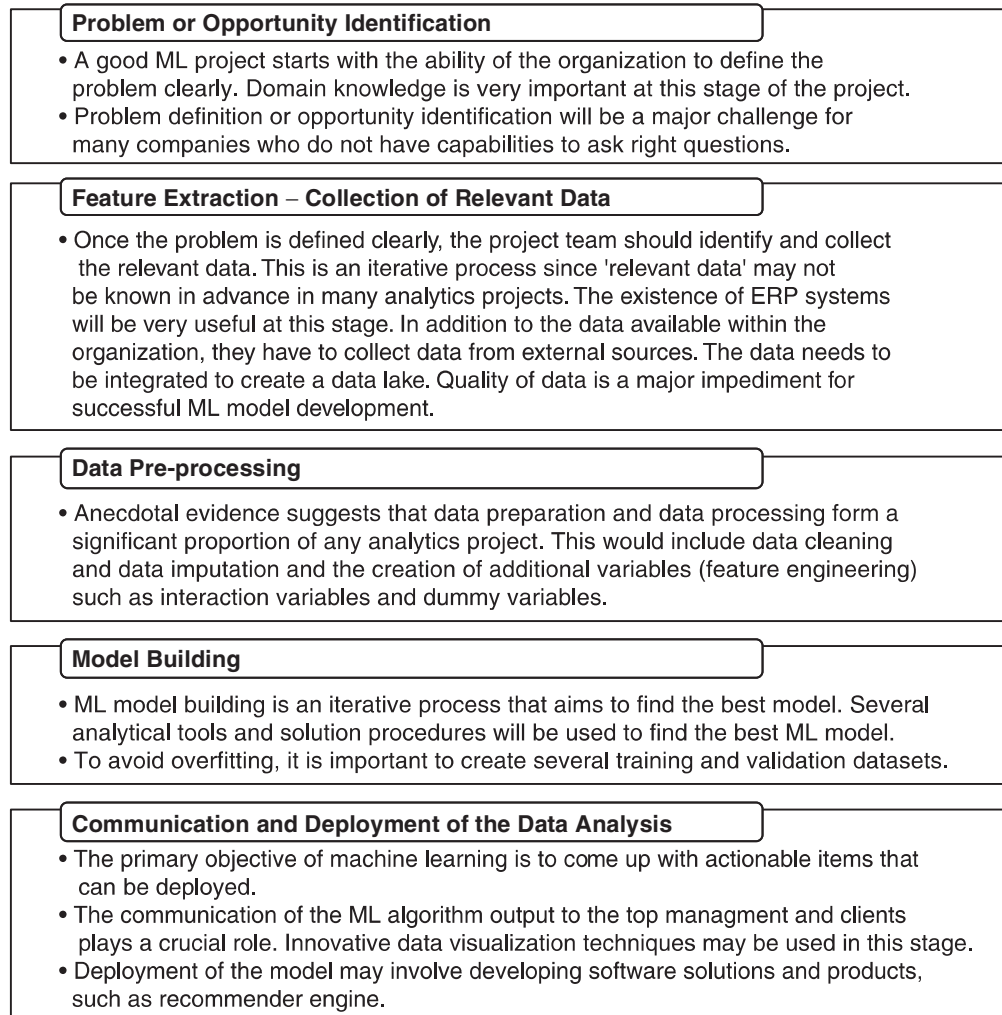 Problem or Opportunity Identification
• A good ML project starts with the ability of the organization to define the
problem clearly. Domain knowledge is very important at this stage of the project.
• Problem definition or opportunity identification will be a major challenge for
many companies who do not have capabilities to ask right questions.
Feature Extraction – Collection of Relevant Data
• Once the problem is defined clearly, the project team should identify and collect
the relevant data. This is an iterative process since 'relevant data' may not
be known in advance in many analytics projects. The existence of ERP systems
will be very useful at this stage. In addition to the data available within the
organization, they have to collect data from external sources. The data needs to
be integrated to create a data lake. Quality of data is a major impediment for
successful ML model development.
Data Pre-processing
• Anecdotal evidence suggests that data preparation and data processing form a
significant proportion of any analytics project. This would include data cleaning
and data imputation and the creation of additional variables (feature engineering)
such as interaction variables and dummy variables.
Model Building
• ML model building is an iterative process that aims to find the best model. Several
analytical tools and solution procedures will be used to find the best ML model.
• To avoid overfitting, it is important to create several training and validation datasets.
Communication and Deployment of the Data Analysis
• The primary objective of machine learning is to come up with actionable items that
can be deployed.
• The communication of the ML algorithm output to the top managment and clients
plays a crucial role. Innovative data visualization techniques may be used in this stage.
• Deployment of the model may involve developing software solutions and products,
such as recommender engine.